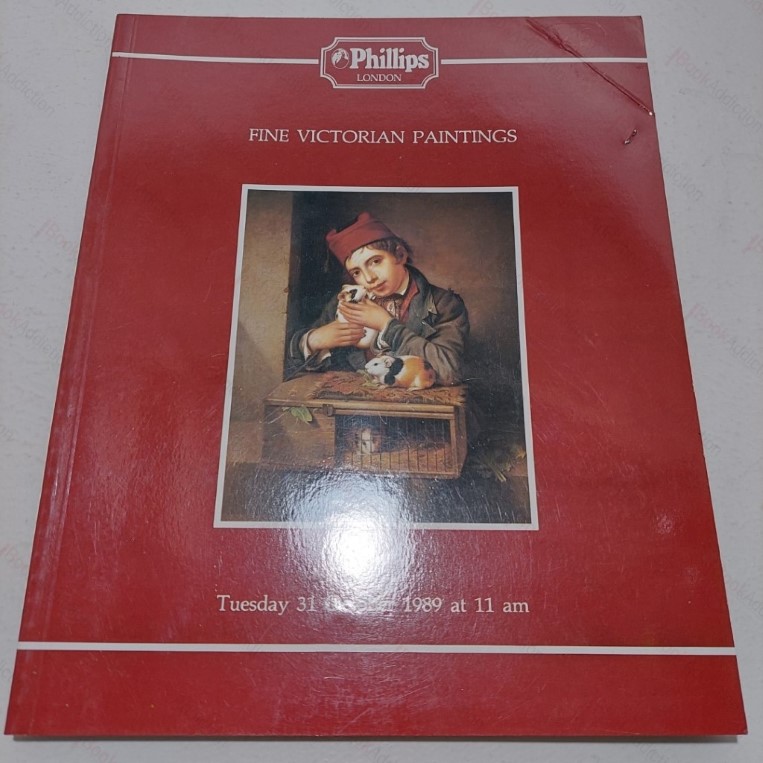 Phillips
LONDON
FINE VICTORIAN PAINTINGS
Tuesday 31 1989 at 11 am